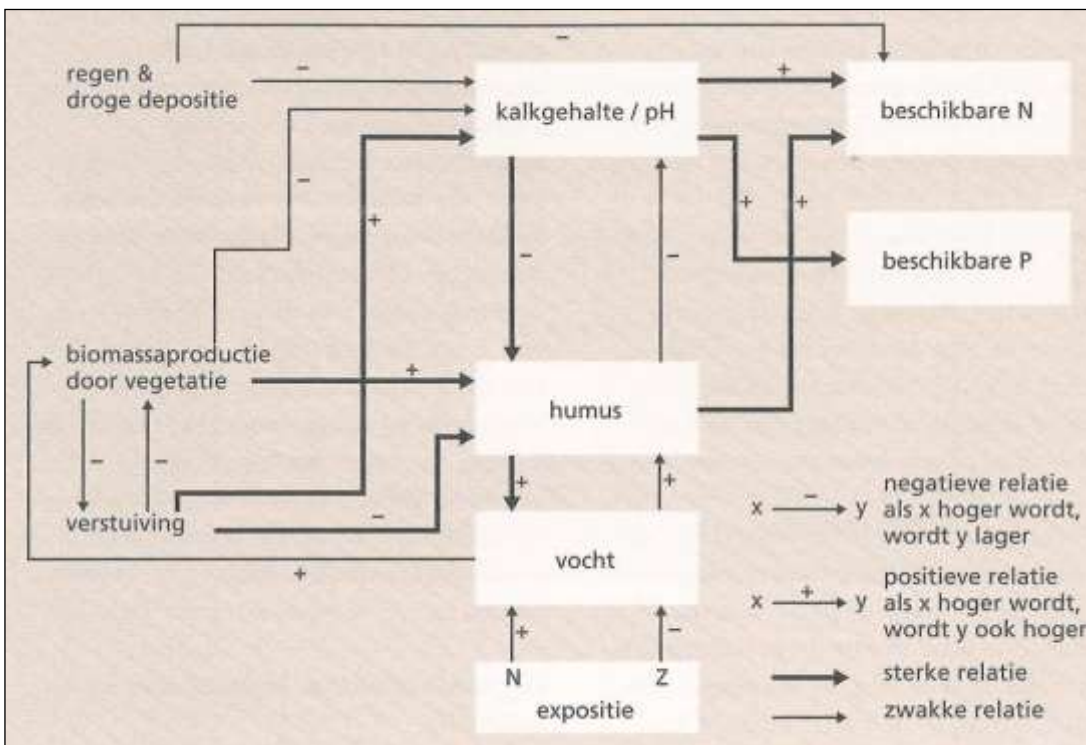 −
regen &
droge depositie
−
kalkgehalte / pH
+
beschikbare N
−
+
−
−
+
+
beschikbare P
biomassaproductie
door vegetatie
+
humus
−
−
−
+
+
verstuiving
+
vocht
+
−
N
Z
expositie
x − y
negatieve relatie
als x hoger wordt,
wordt y lager
x + y
positieve relatie
als x hoger wordt,
wordt y ook hoger
sterke relatie
zwakke relatie